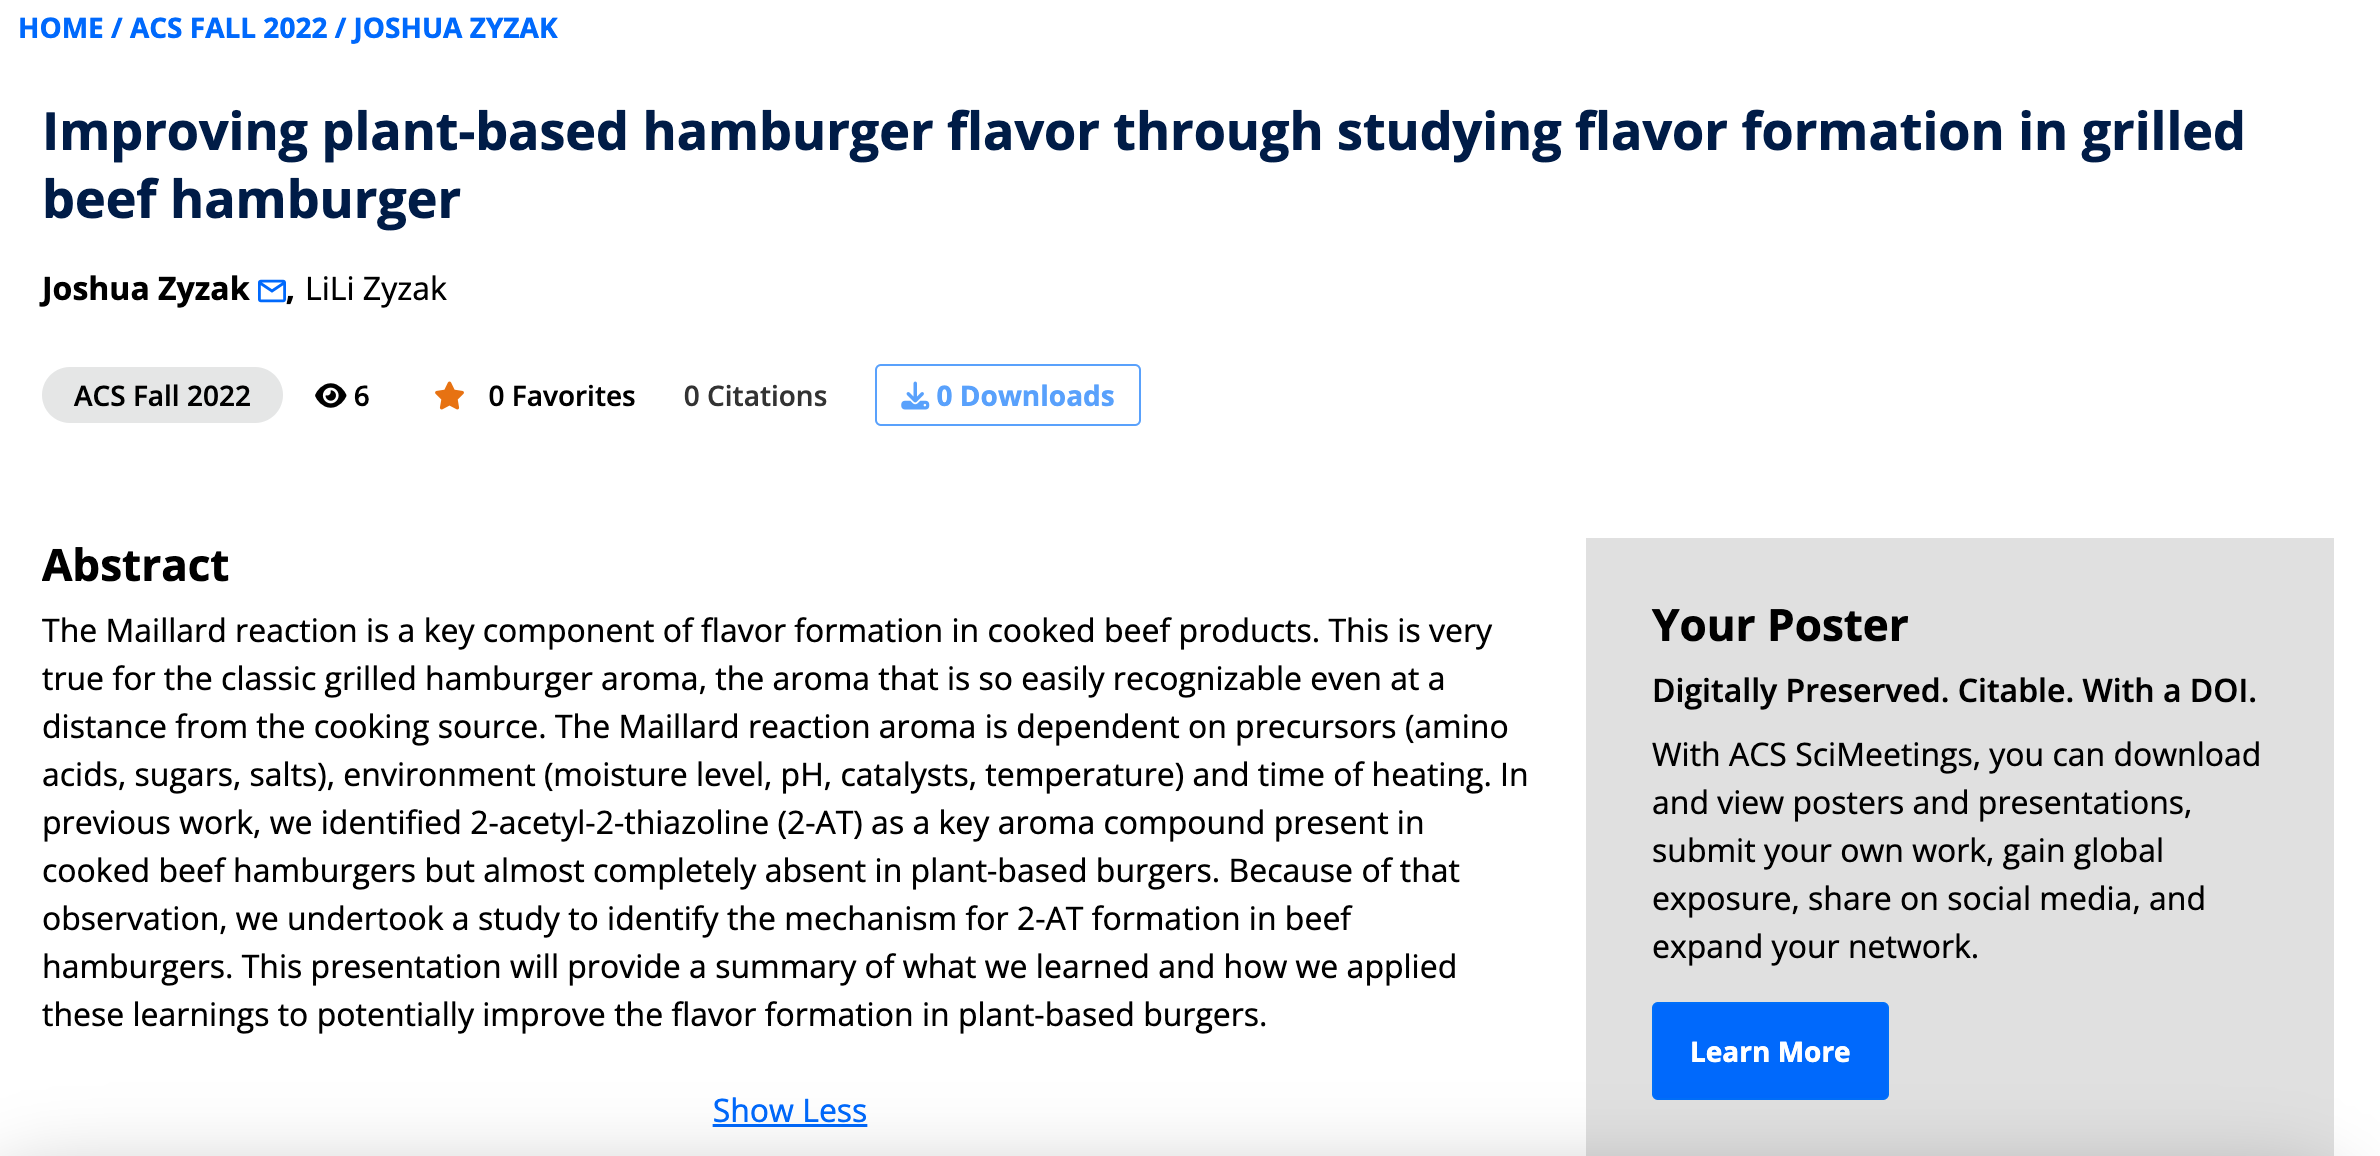 HOME / ACS FALL 2022 / JOSHUA ZYZAK
Improving plant-based hamburger flavor through studying flavor formation in grilled
beef hamburger
Joshua Zyzak , LiLi Zyzak
ACS Fall 2022 6 0 Favorites 0 Citations 0 Downloads
Abstract
The Maillard reaction is a key component of flavor formation in cooked beef products. This is very
true for the classic grilled hamburger aroma, the aroma that is so easily recognizable even at a
distance from the cooking source. The Maillard reaction aroma is dependent on precursors (amino
acids, sugars, salts), environment (moisture level, pH, catalysts, temperature) and time of heating. In
previous work, we identified 2-acetyl-2-thiazoline (2-AT) as a key aroma compound present in
cooked beef hamburgers but almost completely absent in plant-based burgers. Because of that
observation, we undertook a study to identify the mechanism for 2-AT formation in beef
hamburgers. This presentation will provide a summary of what we learned and how we applied
these learnings to potentially improve the flavor formation in plant-based burgers.
Show Less
Your Poster
Digitally Preserved. Citable. With a DOI.
With ACS SciMeetings, you can download
and view posters and presentations,
submit your own work, gain global
exposure, share on social media, and
expand your network.
Learn More